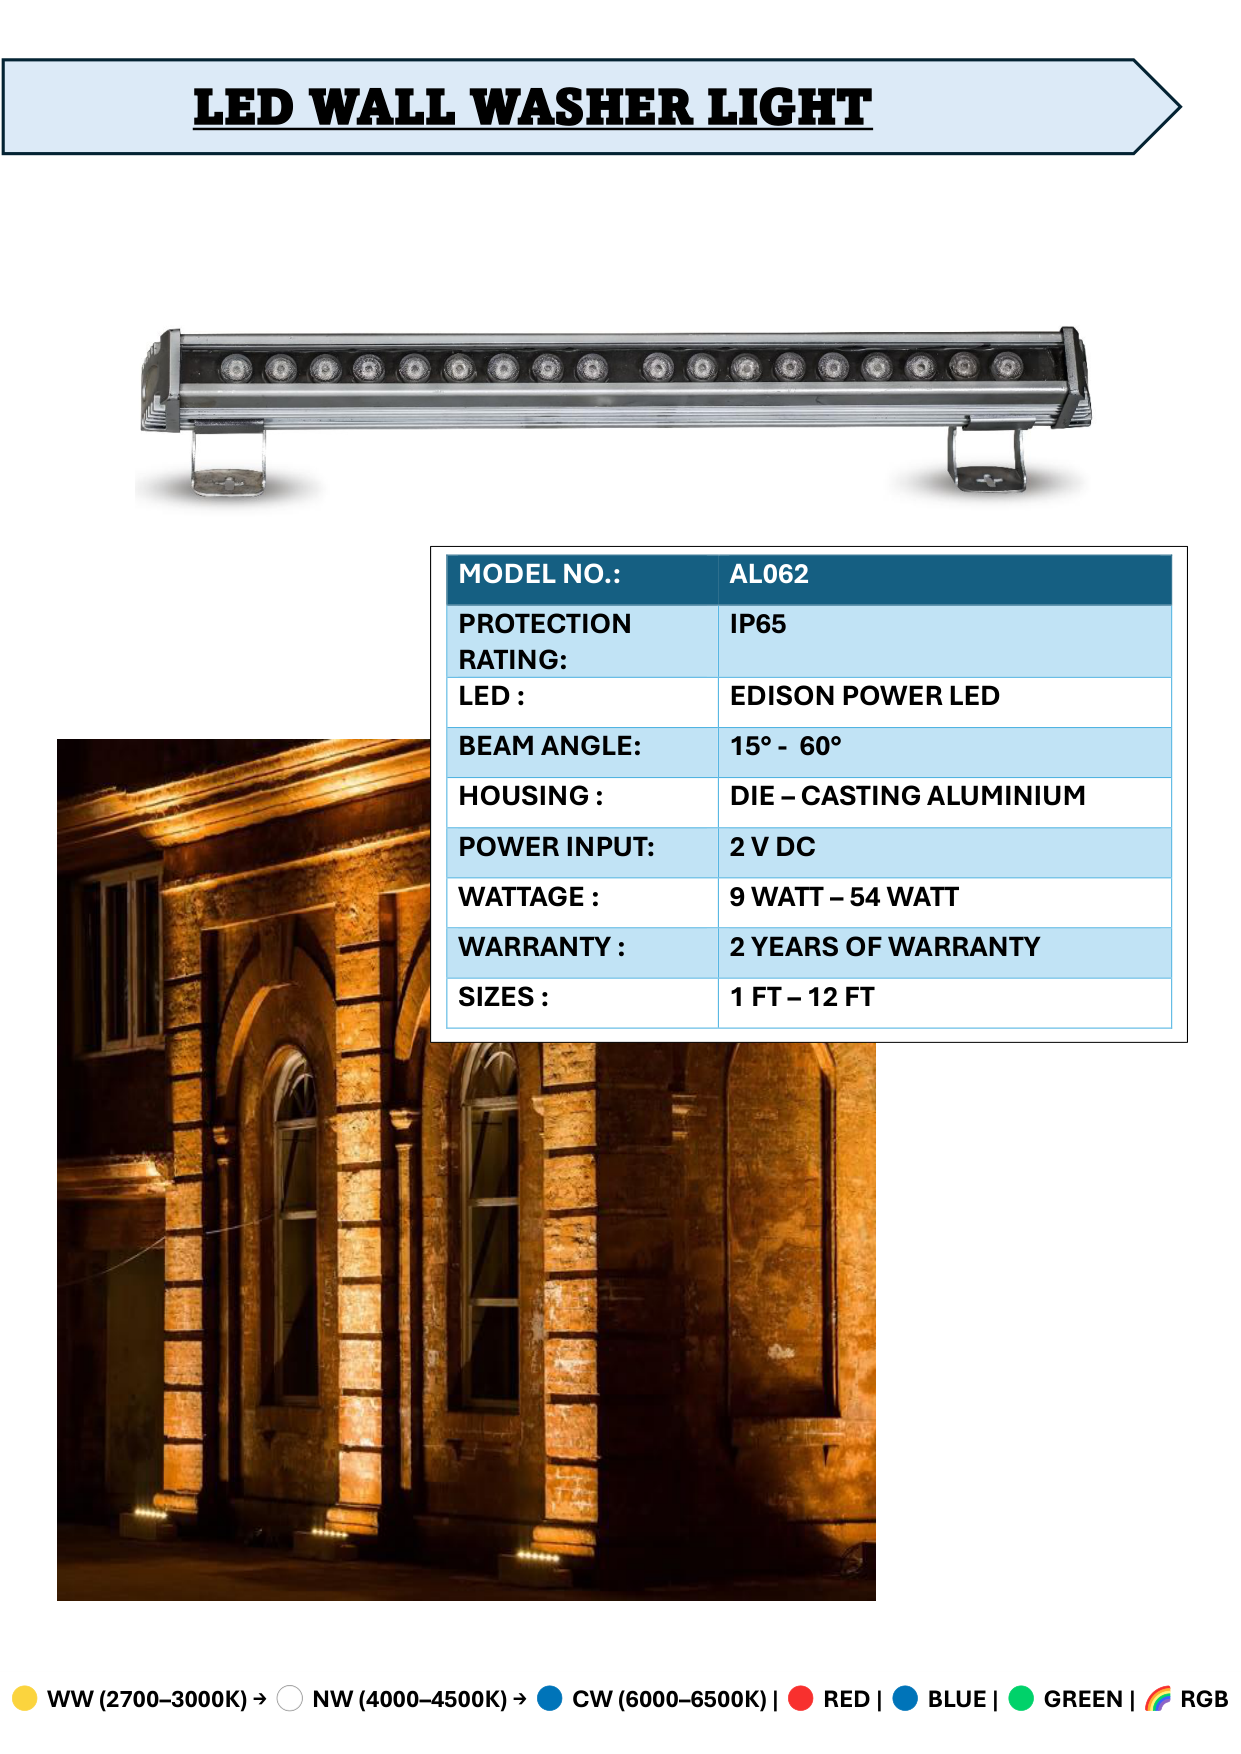 LED WALL WASHER LIGHT
MODEL NO.: AL062
PROTECTION RATING: IP65
LED : EDISON POWER LED
BEAM ANGLE: 15° - 60°
HOUSING : DIE – CASTING ALUMINIUM
POWER INPUT: 2 V DC
WATTAGE : 9 WATT – 54 WATT
WARRANTY : 2 YEARS OF WARRANTY
SIZES : 1 FT – 12 FT
WW (2700–3000K) → NW (4000–4500K) → CW (6000–6500K) | RED | BLUE | GREEN | RGB